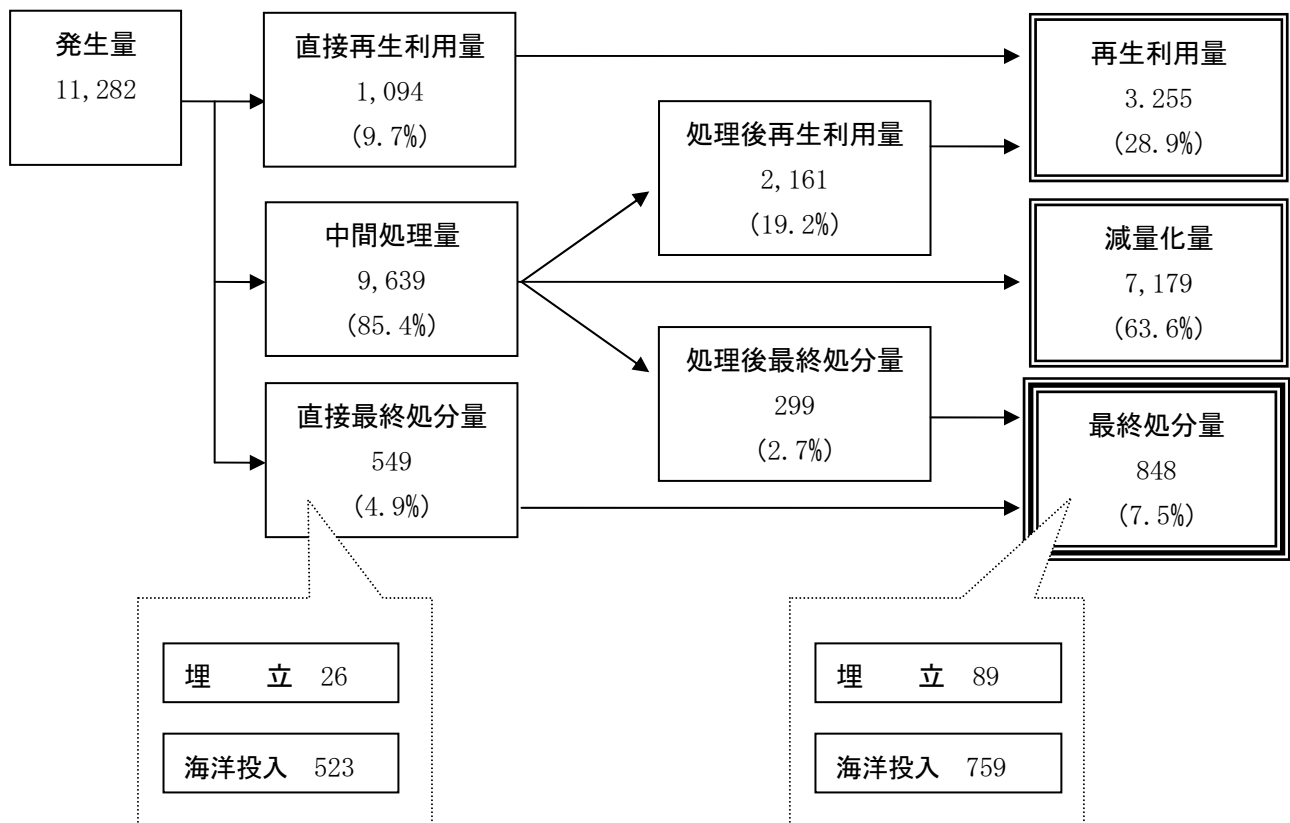 発生量
11,282
直接再生利用量
1,094
(9.7%)
中間処理量
9,639
(85.4%)
直接最終処分量
549
(4.9%)
処理後再生利用量
2,161
(19.2%)
処理後最終処分量
299
(2.7%)
再生利用量
3.255
(28.9%)
減量化量
7,179
(63.6%)
最終処分量
848
(7.5%)
埋　立 26
海洋投入 523
埋　立 89
海洋投入 759